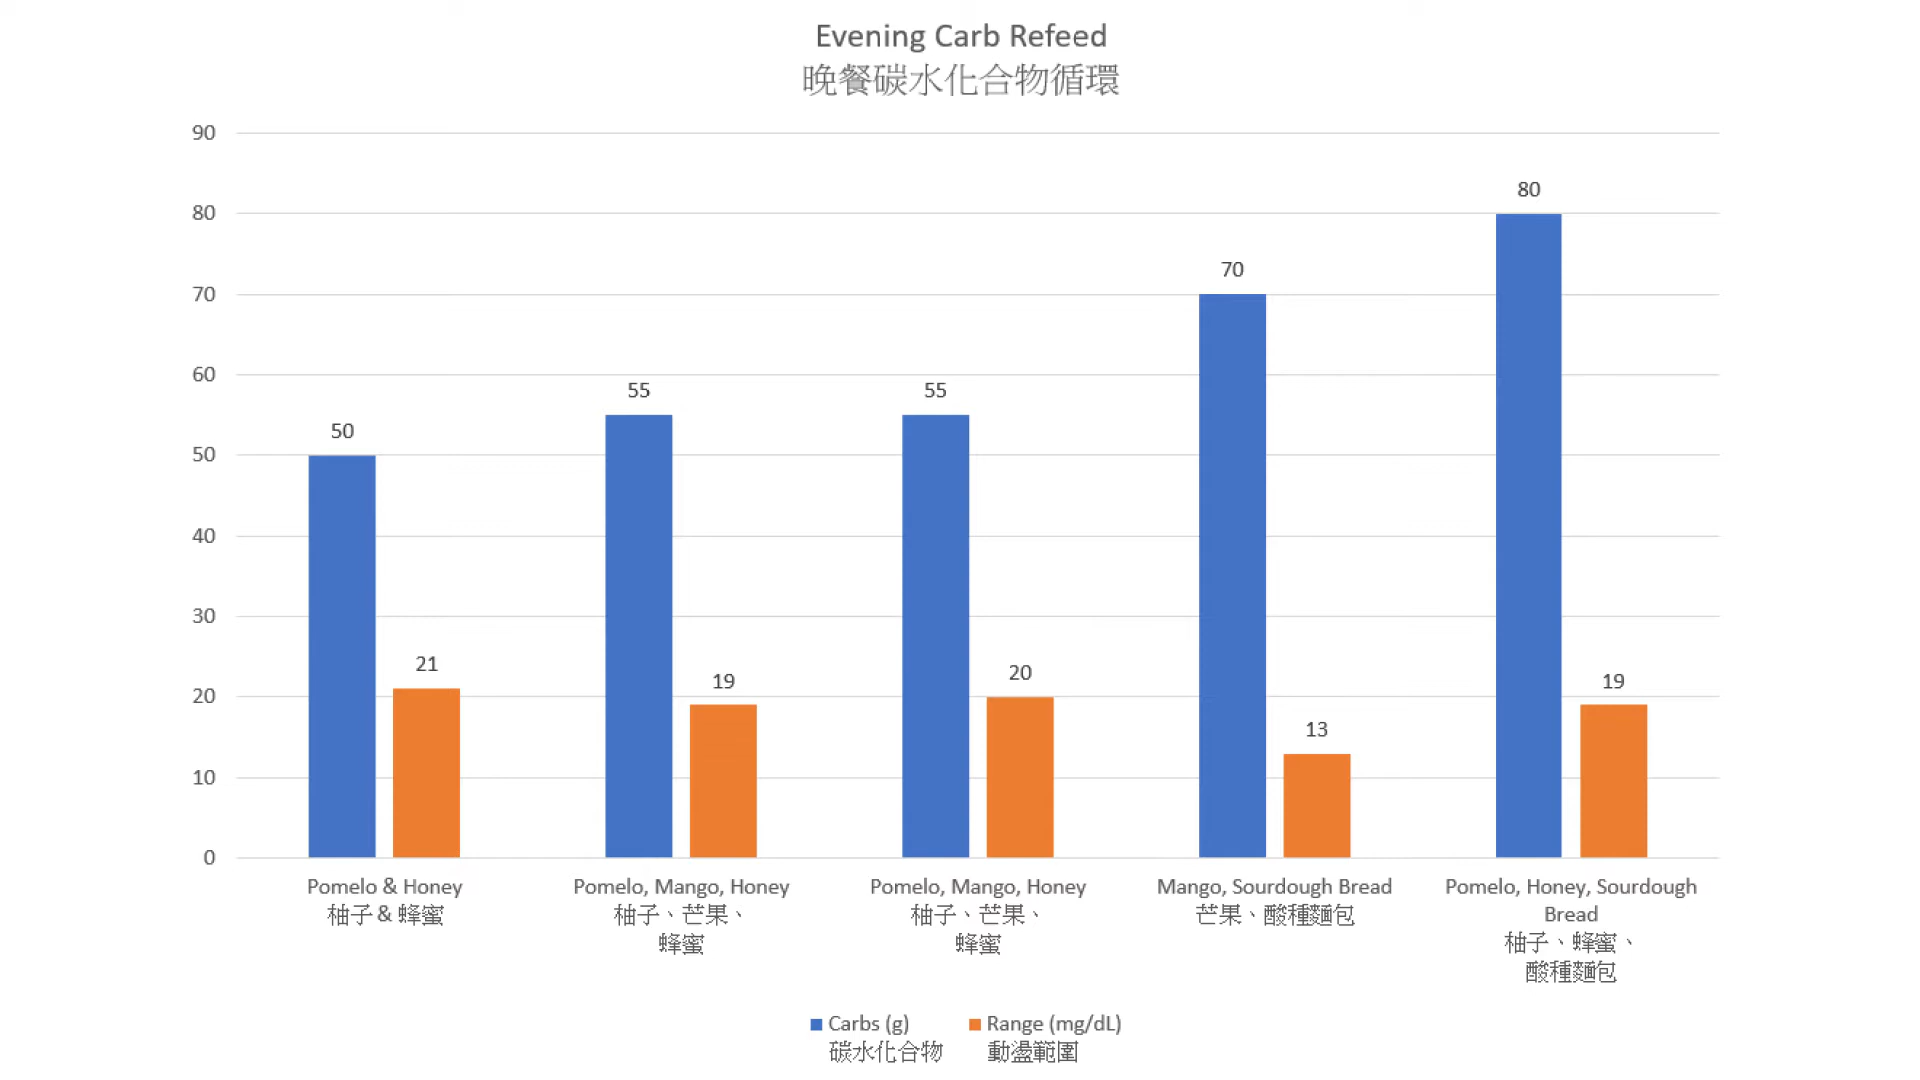 Evening Carb Refeed
晚餐碳水化合物循環
90
80
70
60
50
40
30
20
10
0
50
21
55
19
55
20
70
13
80
19
Pomelo & Honey
柚子 & 蜂蜜
Pomelo, Mango, Honey
柚子、芒果、
蜂蜜
Pomelo, Mango, Honey
柚子、芒果、
蜂蜜
Mango, Sourdough Bread
芒果、酸種麵包
Pomelo, Honey, Sourdough
Bread
柚子、蜂蜜、
酸種麵包
Carbs (g)
碳水化合物
Range (mg/dL)
動盪範圍